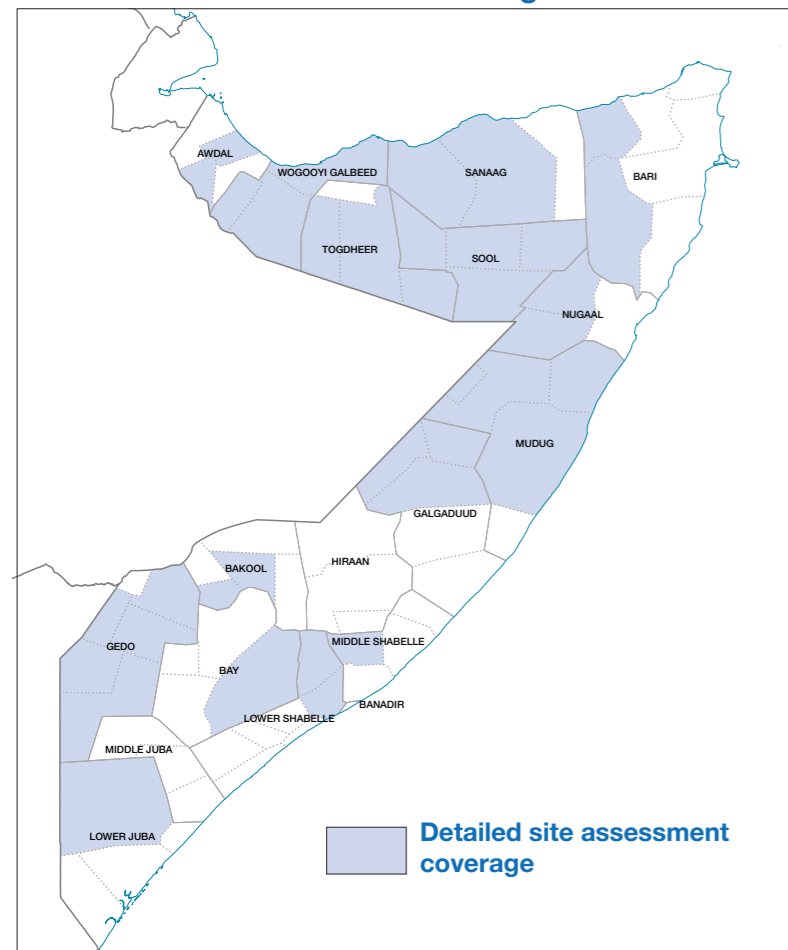 AWDAL
WOGOOYI GALBEED
SANAAG
BARI
TOGDHEER
SOOL
NUGAAL
MUDUG
GALGADUUD
HIRAAN
BAKOOL
MIDDLE SHABELLE
GEDO
BAY
BANADIR
LOWER SHABELLE
MIDDLE JUBA
LOWER JUBA
Detailed site assessment
coverage